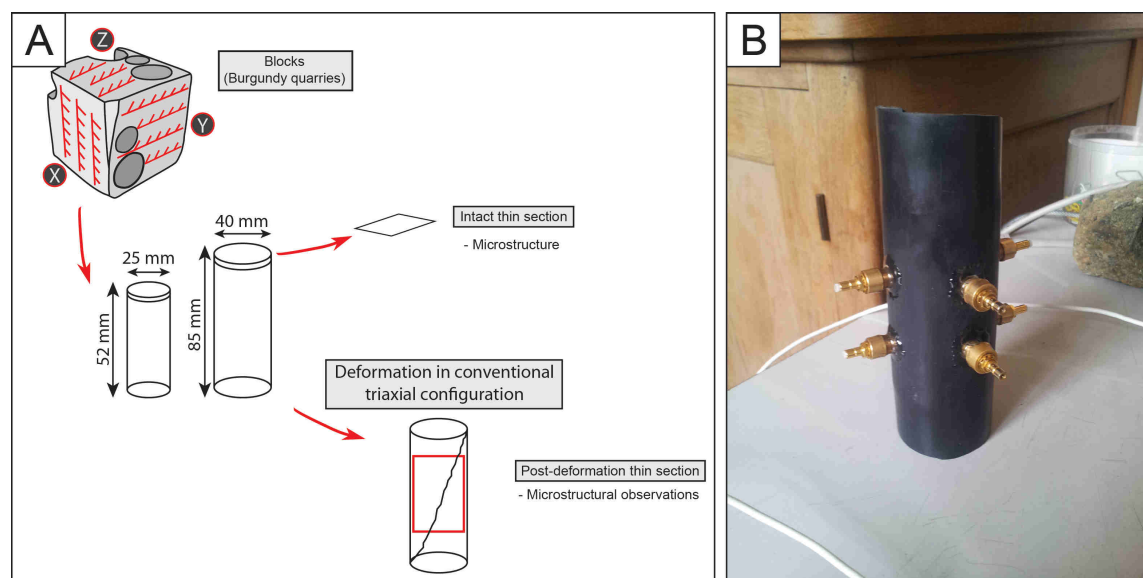 A
Z
Y
X
Blocks
(Burgundy quarries)
40 mm
25 mm
52 mm
85 mm
Intact thin section
- Microstructure
Deformation in conventional
triaxial configuration
Post-deformation thin section
- Microstructural observations
B